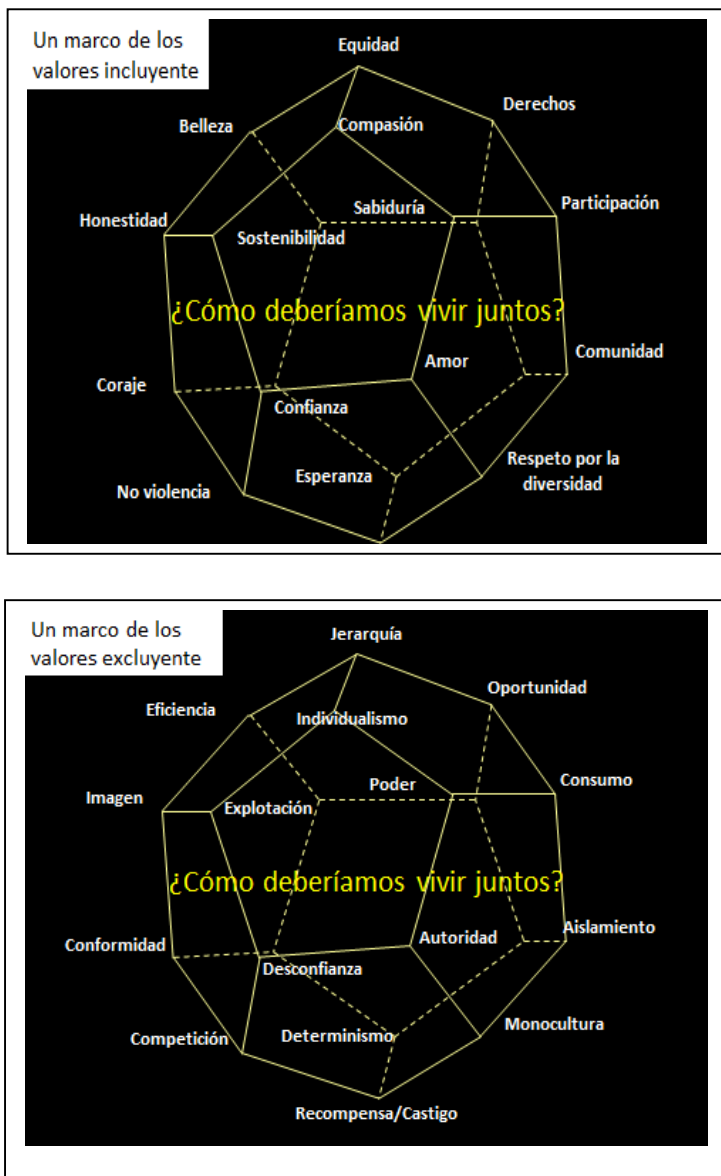 Un marco de los
valores incluyente
Equidad
Derechos
Belleza
Compasión
Sabiduría
Participación
Honestidad
Sostenibilidad
¿Cómo deberíamos vivir juntos?
Comunidad
Amor
Coraje
Confianza
Esperanza
Respeto por la
diversidad
No violencia
Un marco de los
valores excluyente
Jerarquía
Oportunidad
Eficiencia
Individualismo
Poder
Consumo
Imagen
Explotación
¿Cómo deberíamos vivir juntos?
Aislamiento
Autoridad
Conformidad
Desconfianza
Monocultura
Competición
Determinismo
Recompensa/Castigo